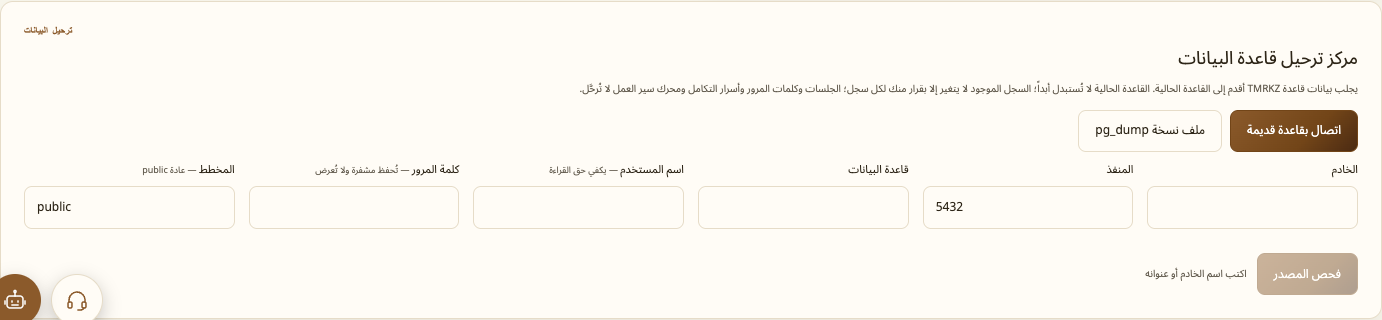 ترحيل البيانات
مركز ترحيل قاعدة البيانات
يجلب بيانات قاعدة TMRKZ أقدم إلى القاعدة الحالية. القاعدة الحالية لا تُستبدل أبداً؛ السجل الموجود لا يتغير إلا بقرار منك لكل سجل؛ الجلسات وكلمات المرور وأسرار التكامل ومحرك سير العمل لا تُرحَّل.
اتصال بقاعدة قديمة
ملف نسخة pg_dump
الخادم
المنفذ
قاعدة البيانات
اسم المستخدم — يكفي حق القراءة
كلمة المرور — تُحفظ مشفرة ولا تُعرض
المخطط — عادة public
5432
public
فحص المصدر
اكتب اسم الخادم أو عنوانه